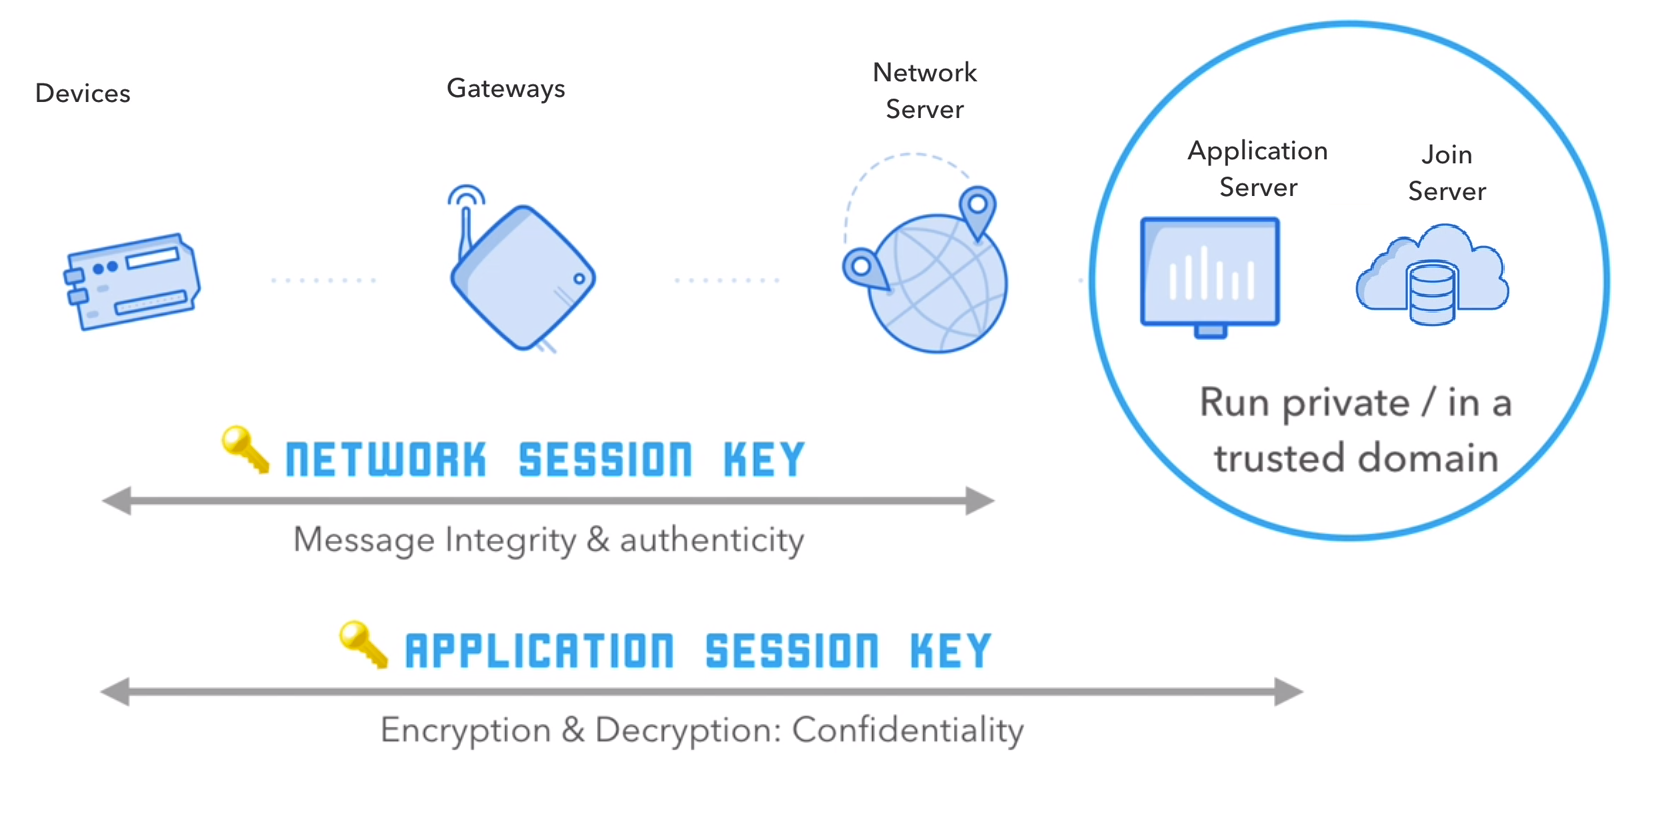 Devices
Gateways
Network
Server
Application
Server
Join
Server
Run private / in a
trusted domain
NETWORK SESSION KEY
Message Integrity & authenticity
APPLICATION SESSION KEY
Encryption & Decryption: Confidentiality